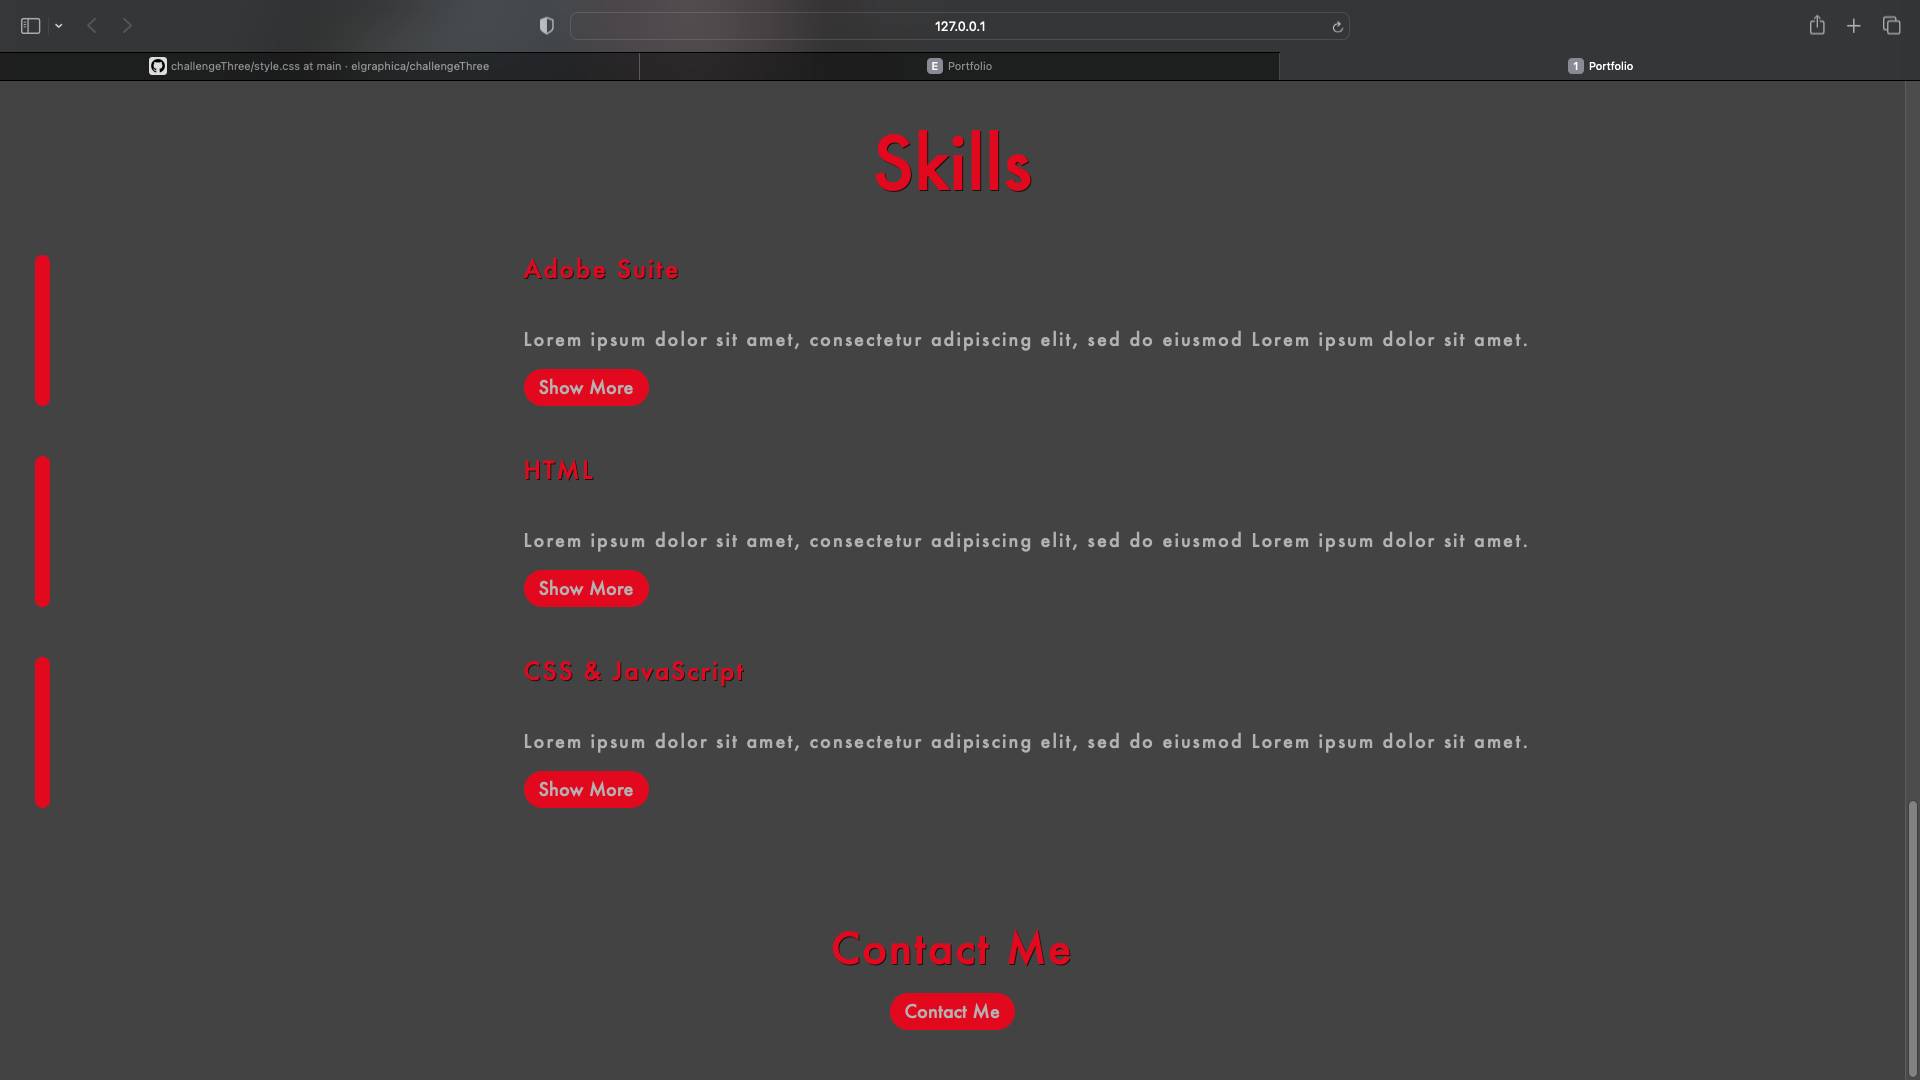 127.0.0.1
challengeThree/style.css at main · elgraphica/challengeThree
E Portfolio
1 Portfolio
Skills
Adobe Suite
Lorem ipsum dolor sit amet, consectetur adipiscing elit, sed do eiusmod Lorem ipsum dolor sit amet.
Show More
HTML
Lorem ipsum dolor sit amet, consectetur adipiscing elit, sed do eiusmod Lorem ipsum dolor sit amet.
Show More
CSS & JavaScript
Lorem ipsum dolor sit amet, consectetur adipiscing elit, sed do eiusmod Lorem ipsum dolor sit amet.
Show More
Contact Me
Contact Me